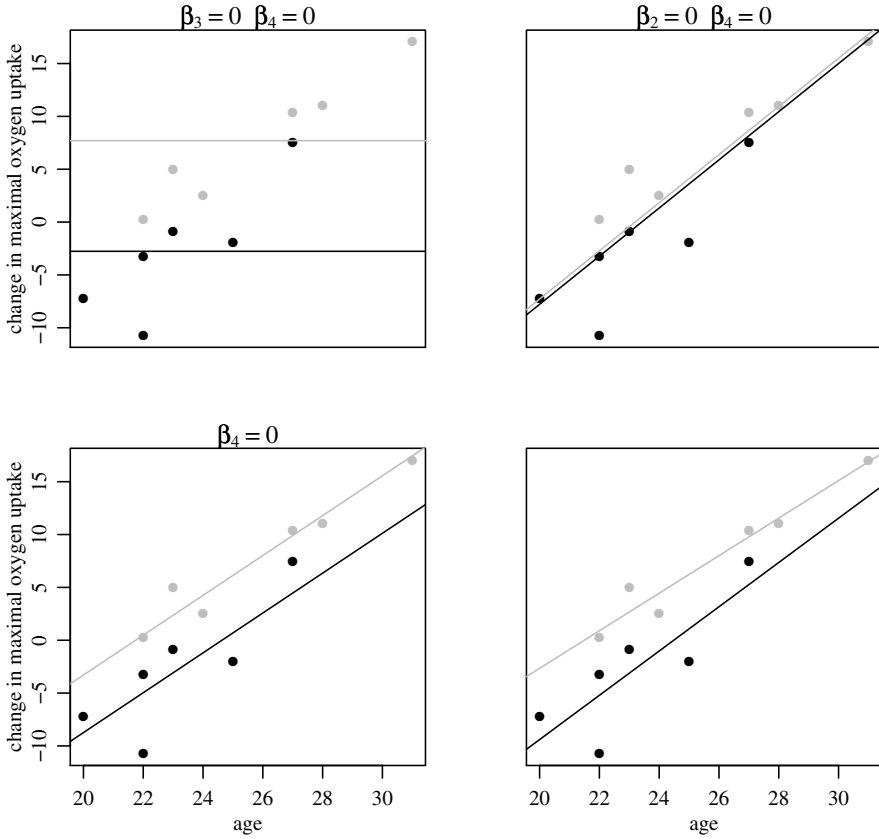 β₃ = 0 β₄ = 0
β₂ = 0 β₄ = 0
change in maximal oxygen uptake
15
10
5
0
−5
−10
β₄ = 0
change in maximal oxygen uptake
15
10
5
0
−5
−10
20 22 24 26 28 30
age
20 22 24 26 28 30
age